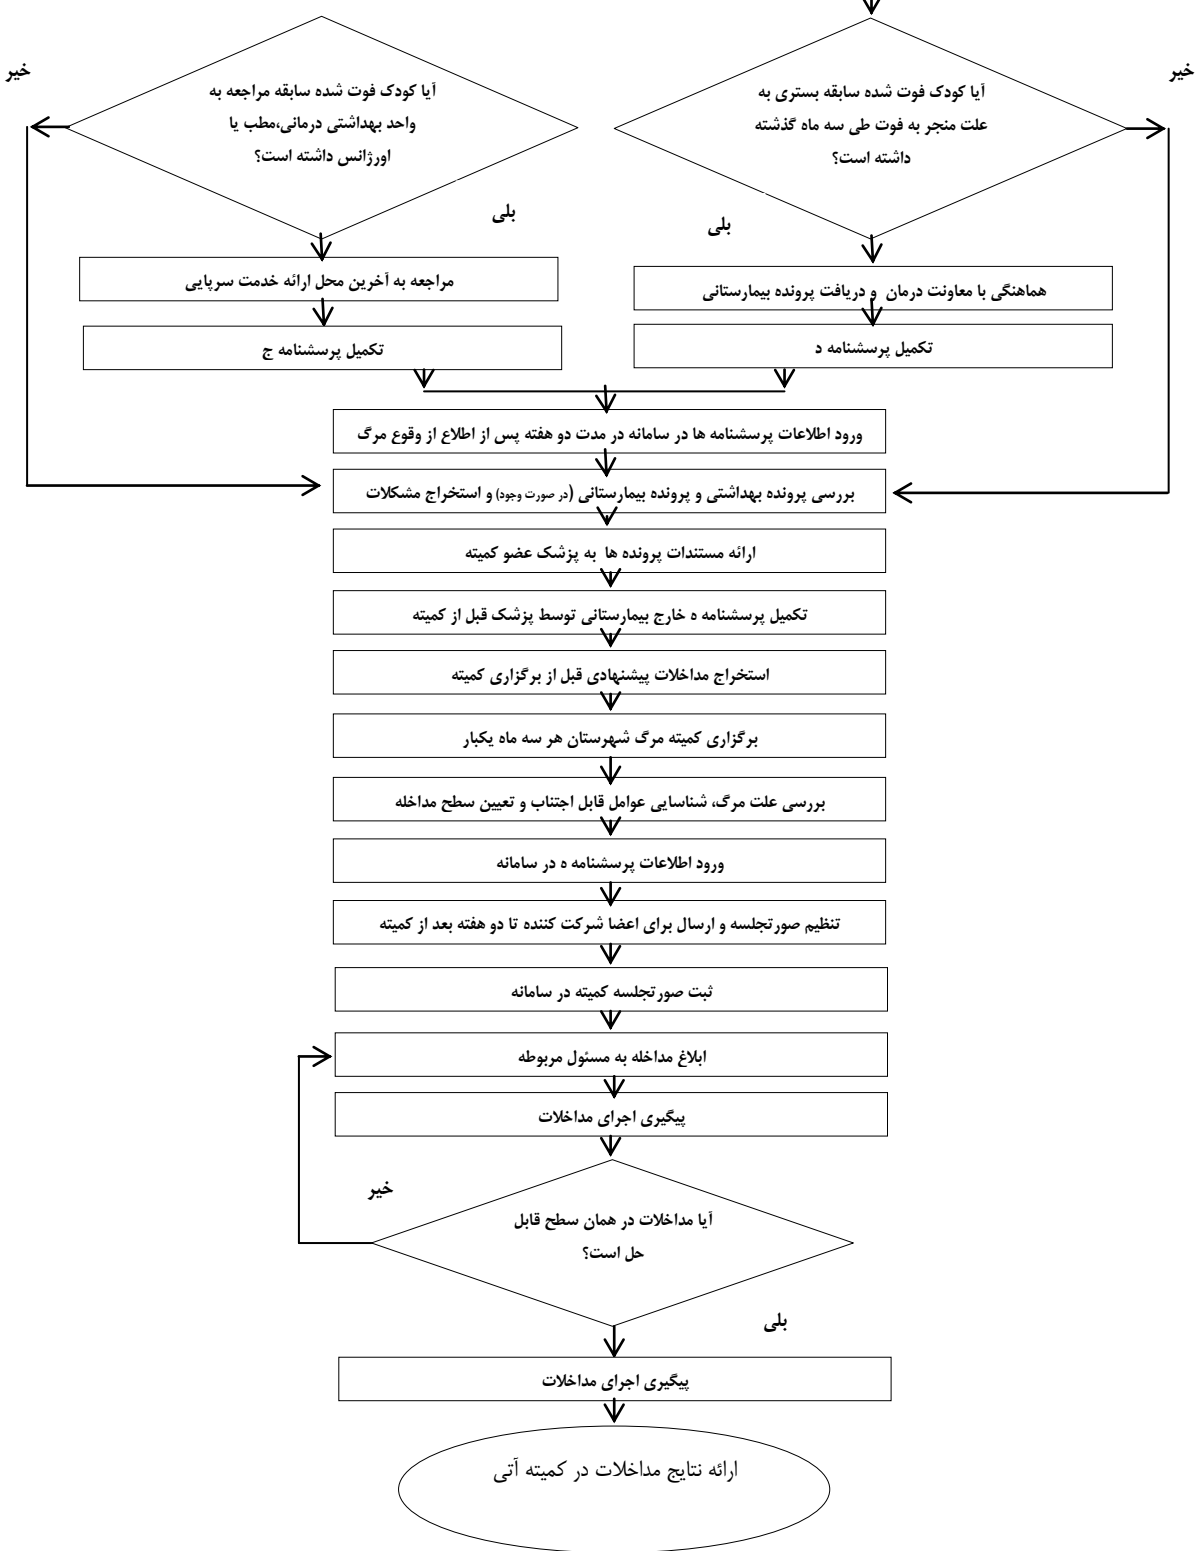 خیر
آیا کودک فوت شده سابقه بستری به
علت منجر به فوت طی سه ماه گذشته
داشته است؟
بلی
خیر
آیا کودک فوت شده سابقه مراجعه به
واحد بهداشتی درمانی،مطب یا
اورژانس داشته است؟
بلی
هماهنگی با معاونت درمان و دریافت پرونده بیمارستانی
مراجعه به آخرین محل ارائه خدمت سرپایی
تکمیل پرسشنامه د
تکمیل پرسشنامه ج
ورود اطلاعات پرسشنامه ها در سامانه در مدت دو هفته پس از اطلاع از وقوع مرگ
بررسی پرونده بهداشتی و پرونده بیمارستانی (در صورت وجود) و استخراج مشکلات
ارائه مستندات پرونده ها به پزشک عضو کمیته
تکمیل پرسشنامه ه خارج بیمارستانی توسط پزشک قبل از کمیته
استخراج مداخلات پیشنهادی قبل از برگزاری کمیته
برگزاری کمیته مرگ شهرستان هر سه ماه یکبار
بررسی علت مرگ، شناسایی عوامل قابل اجتناب و تعیین سطح مداخله
ورود اطلاعات پرسشنامه ه در سامانه
تنظیم صورتجلسه و ارسال برای اعضا شرکت کننده تا دو هفته بعد از کمیته
ثبت صورتجلسه کمیته در سامانه
ابلاغ مداخله به مسئول مربوطه
پیگیری اجرای مداخلات
خیر
آیا مداخلات در همان سطح قابل
حل است؟
بلی
پیگیری اجرای مداخلات
ارائه نتایج مداخلات در کمیته آتی